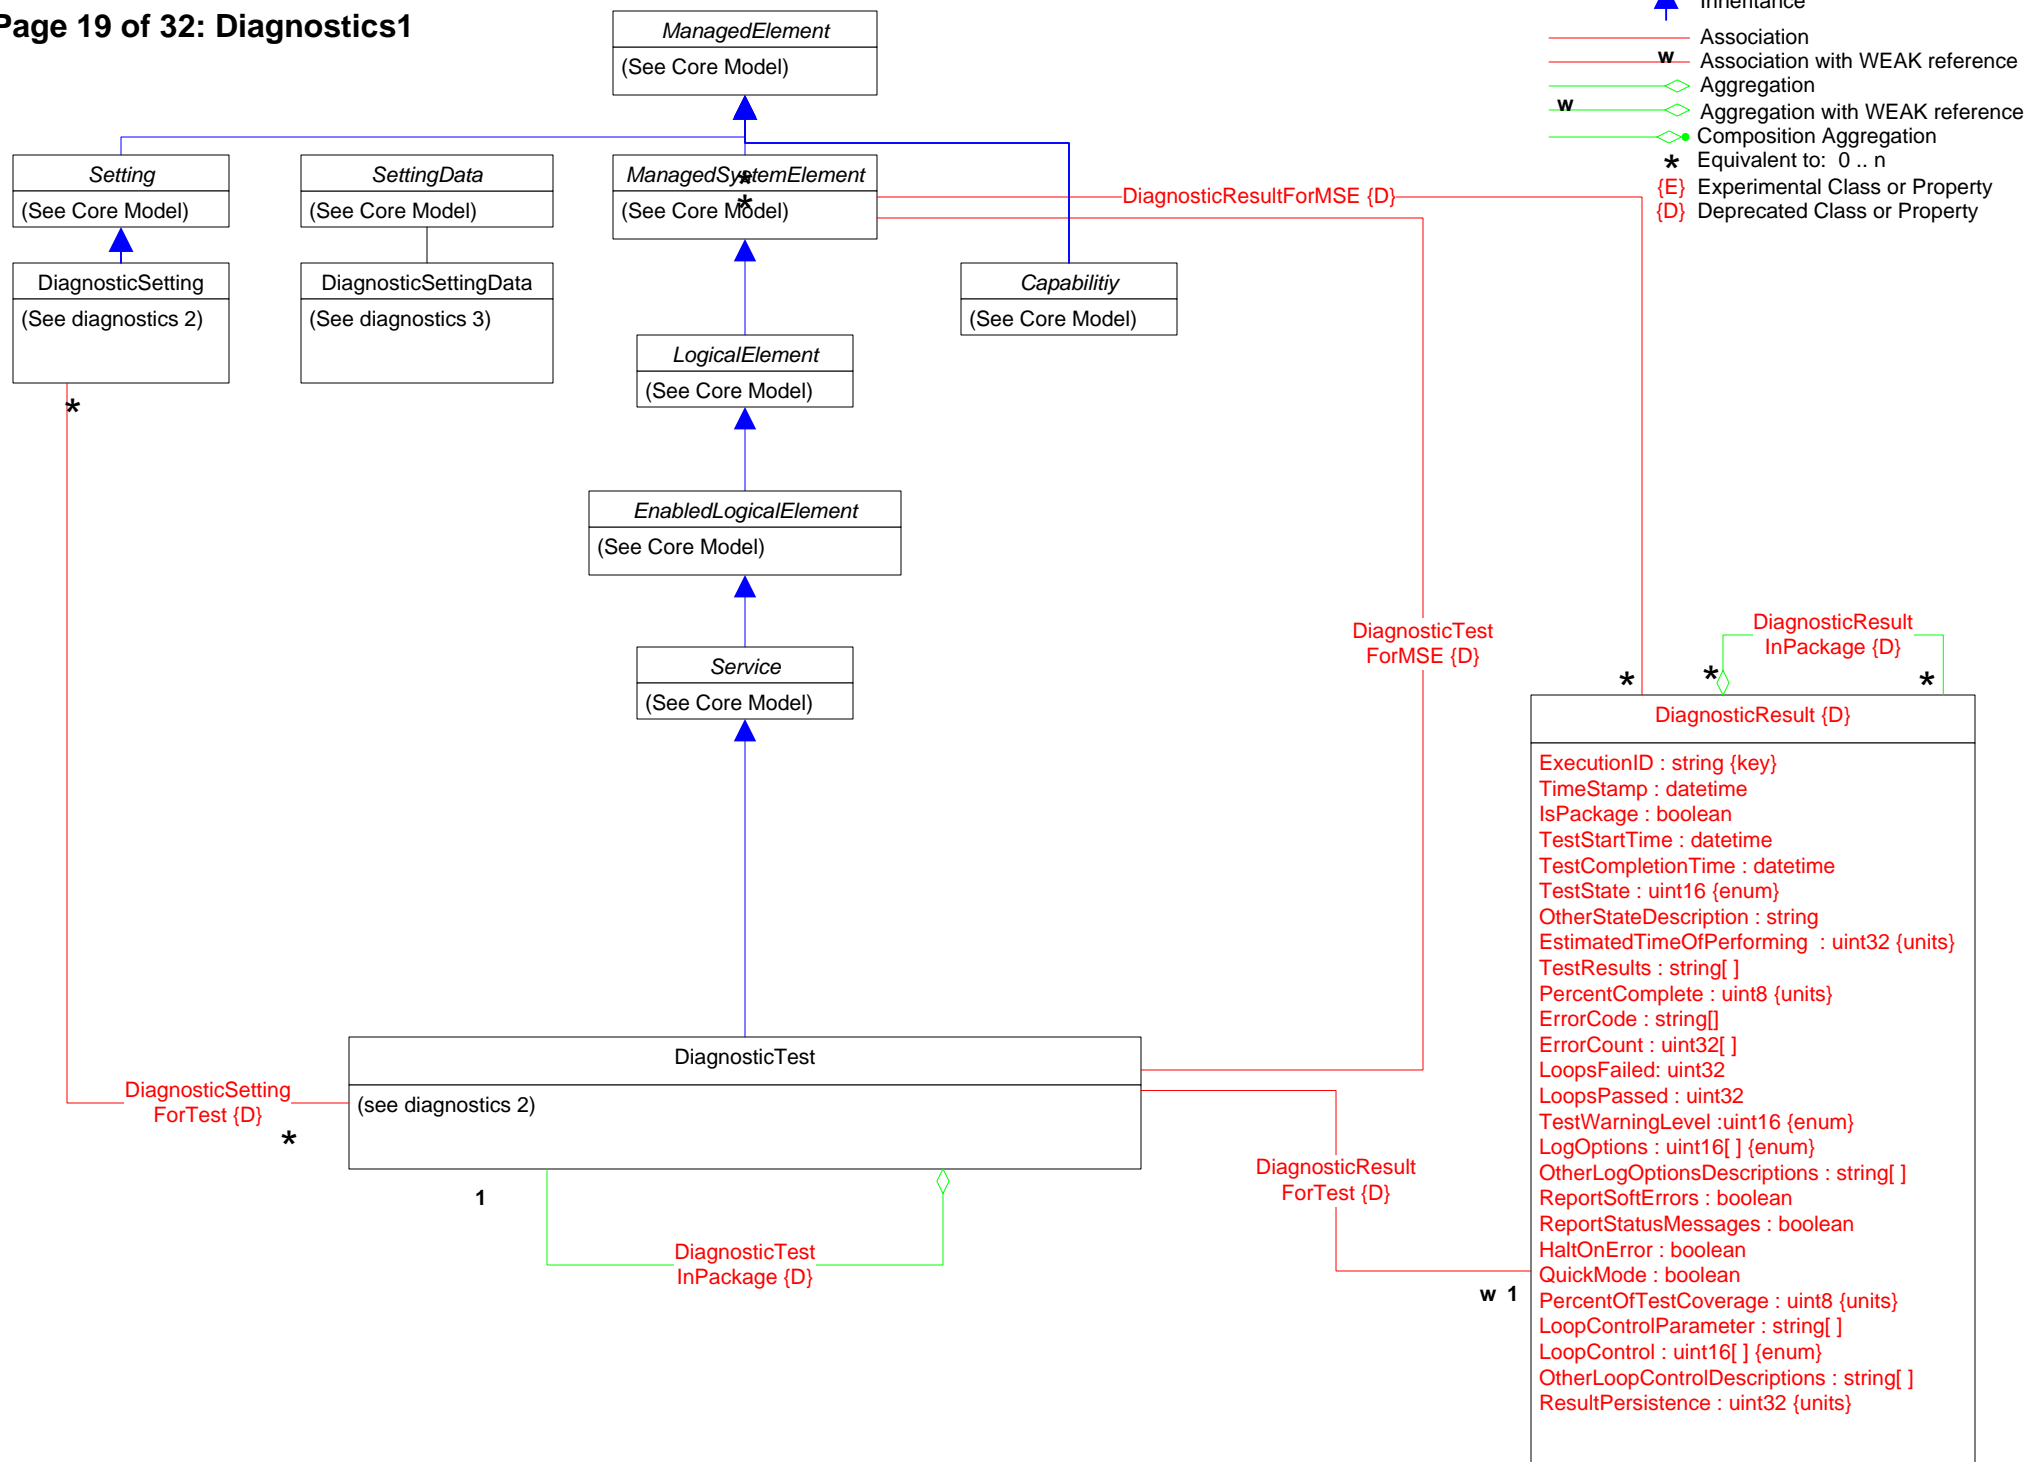 Page 19 of 32: Diagnostics1
Inheritance
Association
w
Association with WEAK reference
Aggregation
w
Aggregation with WEAK reference
Composition Aggregation
* Equivalent to: 0 .. n
{E} Experimental Class or Property
{D} Deprecated Class or Property
ManagedElement
(See Core Model)
Setting
(See Core Model)
SettingData
(See Core Model)
ManagedSystemElement
*
(See Core Model)
*
DiagnosticResultForMSE {D}
DiagnosticSetting
(See diagnostics 2)
*
DiagnosticSettingData
(See diagnostics 3)
Capabilitiy
(See Core Model)
LogicalElement
(See Core Model)
EnabledLogicalElement
(See Core Model)
Service
(See Core Model)
DiagnosticTest
ForMSE {D}
DiagnosticResult
InPackage {D}
*
*
*
DiagnosticResult {D}
ExecutionID : string {key}
TimeStamp : datetime
IsPackage : boolean
TestStartTime : datetime
TestCompletionTime : datetime
TestState : uint16 {enum}
OtherStateDescription : string
EstimatedTimeOfPerforming  : uint32 {units}
TestResults : string[ ]
PercentComplete : uint8 {units}
ErrorCode : string[]
ErrorCount : uint32[ ]
LoopsFailed: uint32
LoopsPassed : uint32
TestWarningLevel :uint16 {enum}
LogOptions : uint16[ ] {enum}
OtherLogOptionsDescriptions : string[ ]
ReportSoftErrors : boolean
ReportStatusMessages : boolean
HaltOnError : boolean
QuickMode : boolean
PercentOfTestCoverage : uint8 {units}
LoopControlParameter : string[ ]
LoopControl : uint16[ ] {enum}
OtherLoopControlDescriptions : string[ ]
ResultPersistence : uint32 {units}
DiagnosticTest
(see diagnostics 2)
DiagnosticSetting
ForTest {D}
*
1
DiagnosticTest
InPackage {D}
DiagnosticResult
ForTest {D}
w 1